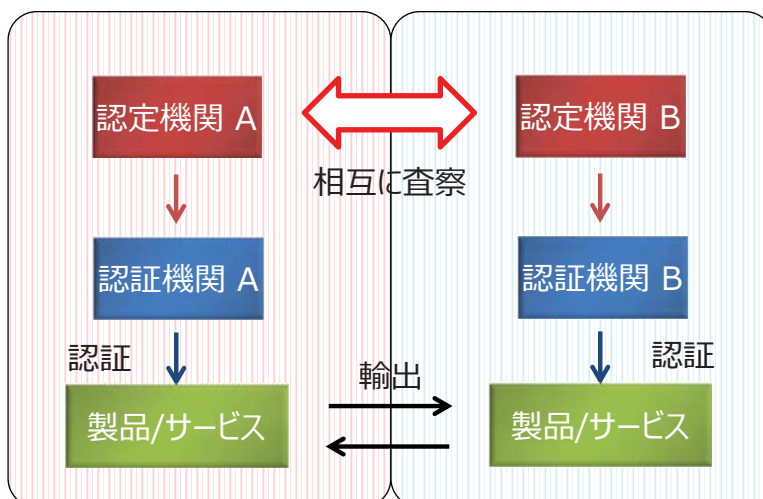 認定機関 A
認定機関 B
相互に査察
認証機関 A
認証機関 B
認証
認証
輸出
製品/サービス
製品/サービス